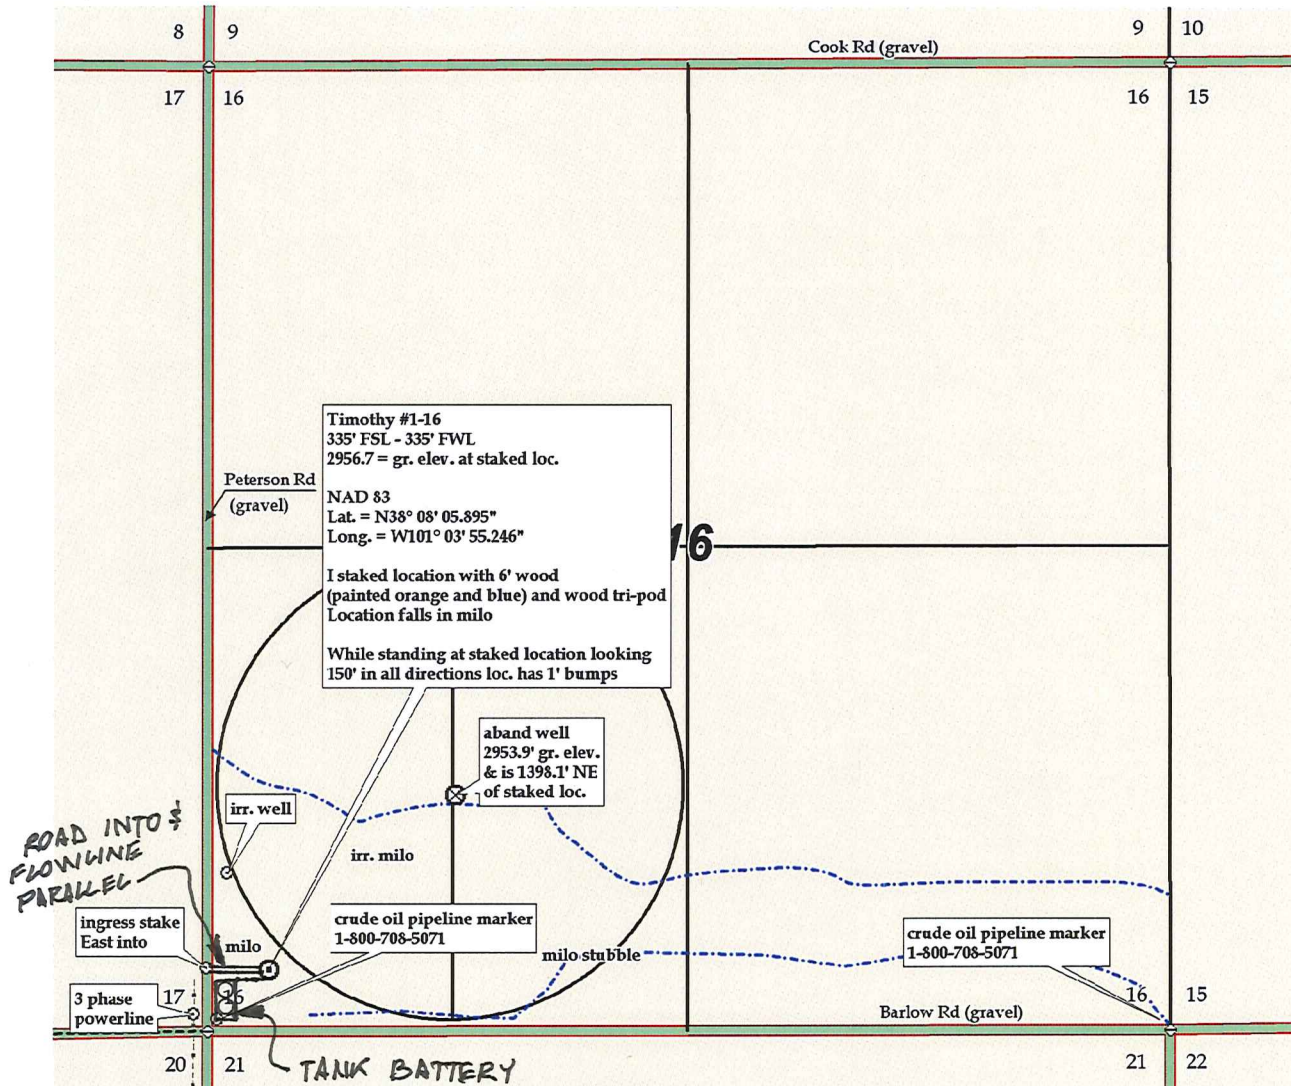 8 9
9 10
Cook Rd (gravel)
17 16
16 15
Timothy #1-16
335' FSL - 335' FWL
2956.7 = gr. elev. at staked loc.
NAD 83
Lat. = N38° 08' 05.895"
Long. = W101° 03' 55.246"
I staked location with 6' wood
(painted orange and blue) and wood tri-pod
Location falls in milo
While standing at staked location looking
150' in all directions loc. has 1' bumps
Peterson Rd
(gravel)
16
aband well
2953.9' gr. elev.
& is 1398.1' NE
of staked loc.
irr. well
irr. milo
ROAD INTO &
FLOWLINE
PARALLEL
ingress stake
East into
milo
crude oil pipeline marker
1-800-708-5071
milo stubble
crude oil pipeline marker
1-800-708-5071
3 phase
powerline
17 16
16 15
Barlow Rd (gravel)
20 21
TANK BATTERY
21 22